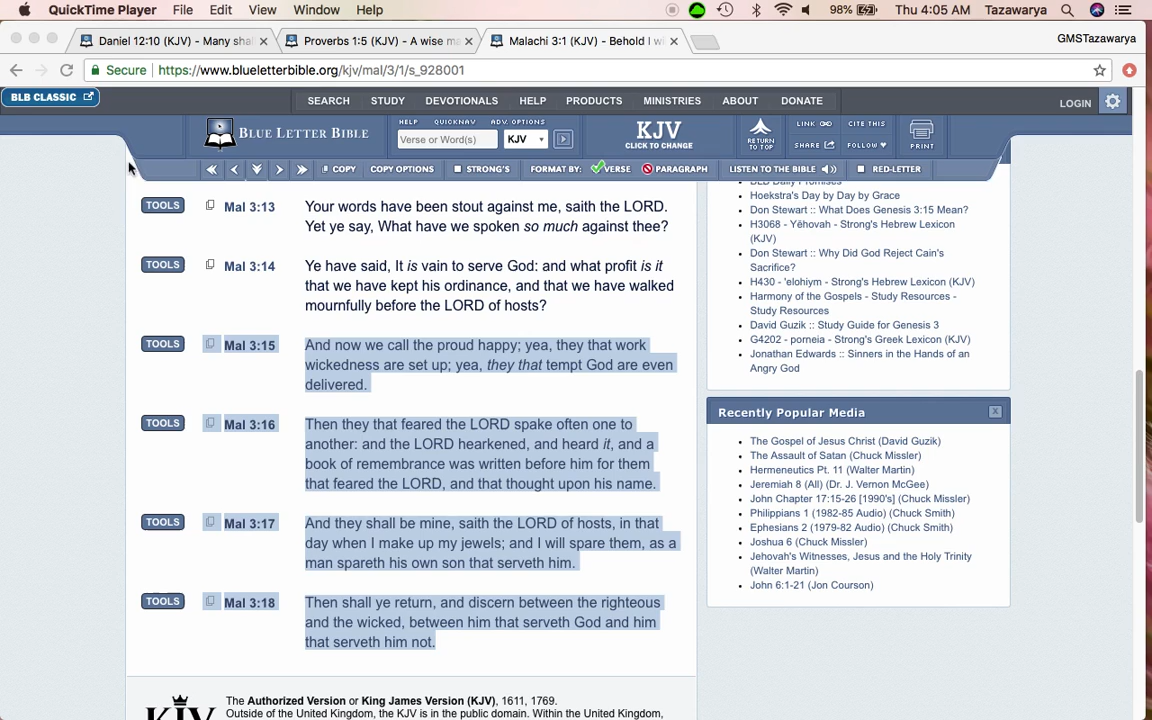 QuickTime Player File Edit View Window Help 98% Thu 4:05 AM Tazawarya
Daniel 12:10 (KJV) - Many sha × Proverbs 1:5 (KJV) - A wise ma × Malachi 3:1 (KJV) - Behold I wi × GMSTazawarya
Secure https://www.blueletterbible.org/kjv/mal/3/1/s_928001
BLB CLASSIC SEARCH STUDY DEVOTIONALS HELP PRODUCTS MINISTRIES ABOUT DONATE LOGIN
HELP QUICKNAV ADV. OPTIONS
BLUE LETTER BIBLE
Verse or Word(s) KJV
KJV
CLICK TO CHANGE
RETURN
TO TOP
LINK CITE THIS
SHARE FOLLOW
PRINT
COPY COPY OPTIONS STRONG'S FORMAT BY: VERSE PARAGRAPH LISTEN TO THE BIBLE RED-LETTER
TOOLS Mal 3:13 Your words have been stout against me, saith the LORD.
Yet ye say, What have we spoken so much against thee?
TOOLS Mal 3:14 Ye have said, It is vain to serve God: and what profit is it
that we have kept his ordinance, and that we have walked
mournfully before the LORD of hosts?
TOOLS Mal 3:15 And now we call the proud happy; yea, they that work
wickedness are set up; yea, they that tempt God are even
delivered.
TOOLS Mal 3:16 Then they that feared the LORD spake often one to
another: and the LORD hearkened, and heard it, and a
book of remembrance was written before him for them
that feared the LORD, and that thought upon his name.
TOOLS Mal 3:17 And they shall be mine, saith the LORD of hosts, in that
day when I make up my jewels; and I will spare them, as a
man spareth his own son that serveth him.
TOOLS Mal 3:18 Then shall ye return, and discern between the righteous
and the wicked, between him that serveth God and him
that serveth him not.
KJV
The Authorized Version or King James Version (KJV), 1611, 1769.
Outside of the United Kingdom, the KJV is in the public domain. Within the United Kingdom,
BLB Daily Promises
Hoekstra's Day by Day by Grace
Don Stewart :: What Does Genesis 3:15 Mean?
H3068 - Yĕhovah - Strong's Hebrew Lexicon
(KJV)
Don Stewart :: Why Did God Reject Cain's
Sacrifice?
H430 - 'elohiym - Strong's Hebrew Lexicon (KJV)
Harmony of the Gospels - Study Resources -
Study Resources
David Guzik :: Study Guide for Genesis 3
G4202 - porneia - Strong's Greek Lexicon (KJV)
Jonathan Edwards :: Sinners in the Hands of an
Angry God
Recently Popular Media x
The Gospel of Jesus Christ (David Guzik)
The Assault of Satan (Chuck Missler)
Hermeneutics Pt. 11 (Walter Martin)
Jeremiah 8 (All) (Dr. J. Vernon McGee)
John Chapter 17:15-26 [1990's] (Chuck Missler)
Philippians 1 (1982-85 Audio) (Chuck Smith)
Ephesians 2 (1979-82 Audio) (Chuck Smith)
Joshua 6 (Chuck Missler)
Jehovah's Witnesses, Jesus and the Holy Trinity
(Walter Martin)
John 6:1-21 (Jon Courson)